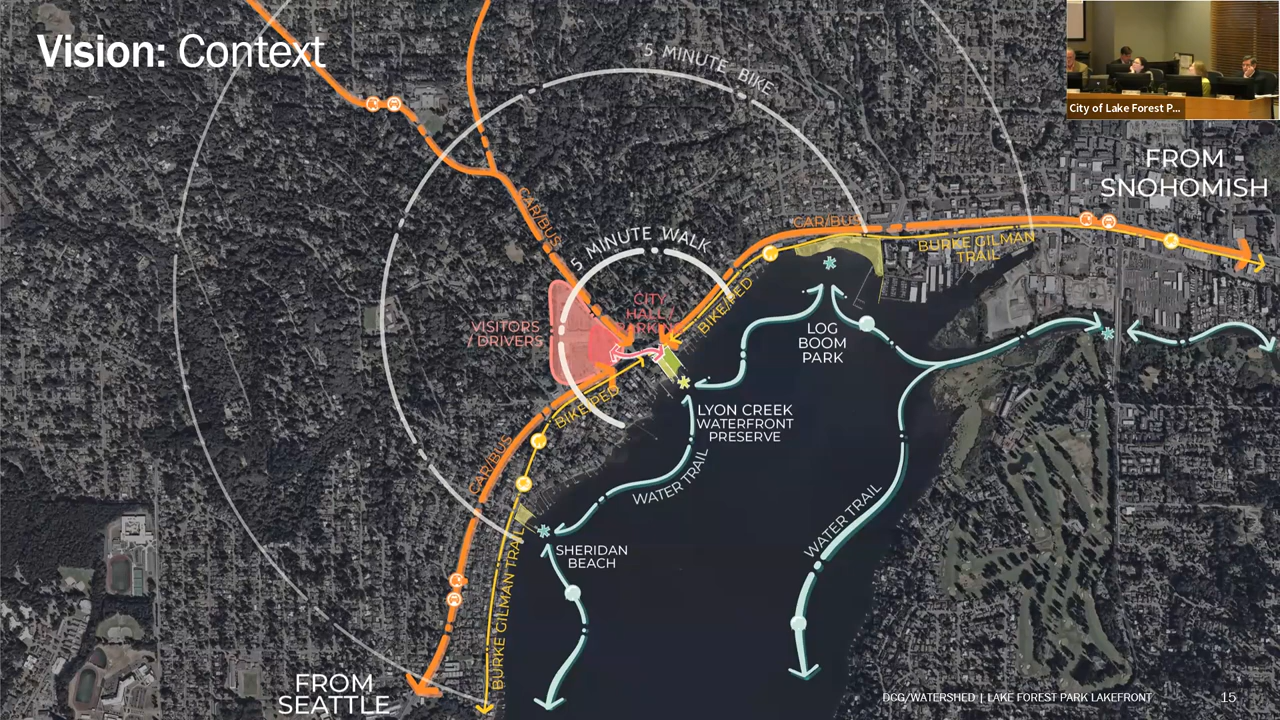 Vision: Context
City of Lake Forest P...
5 MINUTE BIKE
FROM
SNOHOMISH
CAR/BUS
CAR/BUS
BURKE GILMAN
TRAIL
5 MINUTE WALK
CITY
HALL/
PARKING
VISITORS
/ DRIVERS
BIKE/PED
LOG
BOOM
PARK
BIKE/PED
LYON CREEK
WATERFRONT
PRESERVE
CAR/BUS
WATER TRAIL
WATER TRAIL
SHERIDAN
BEACH
BURKE GILMAN TRAIL
FROM
SEATTLE
DCG/WATERSHED | LAKE FOREST PARK LAKEFRONT
15